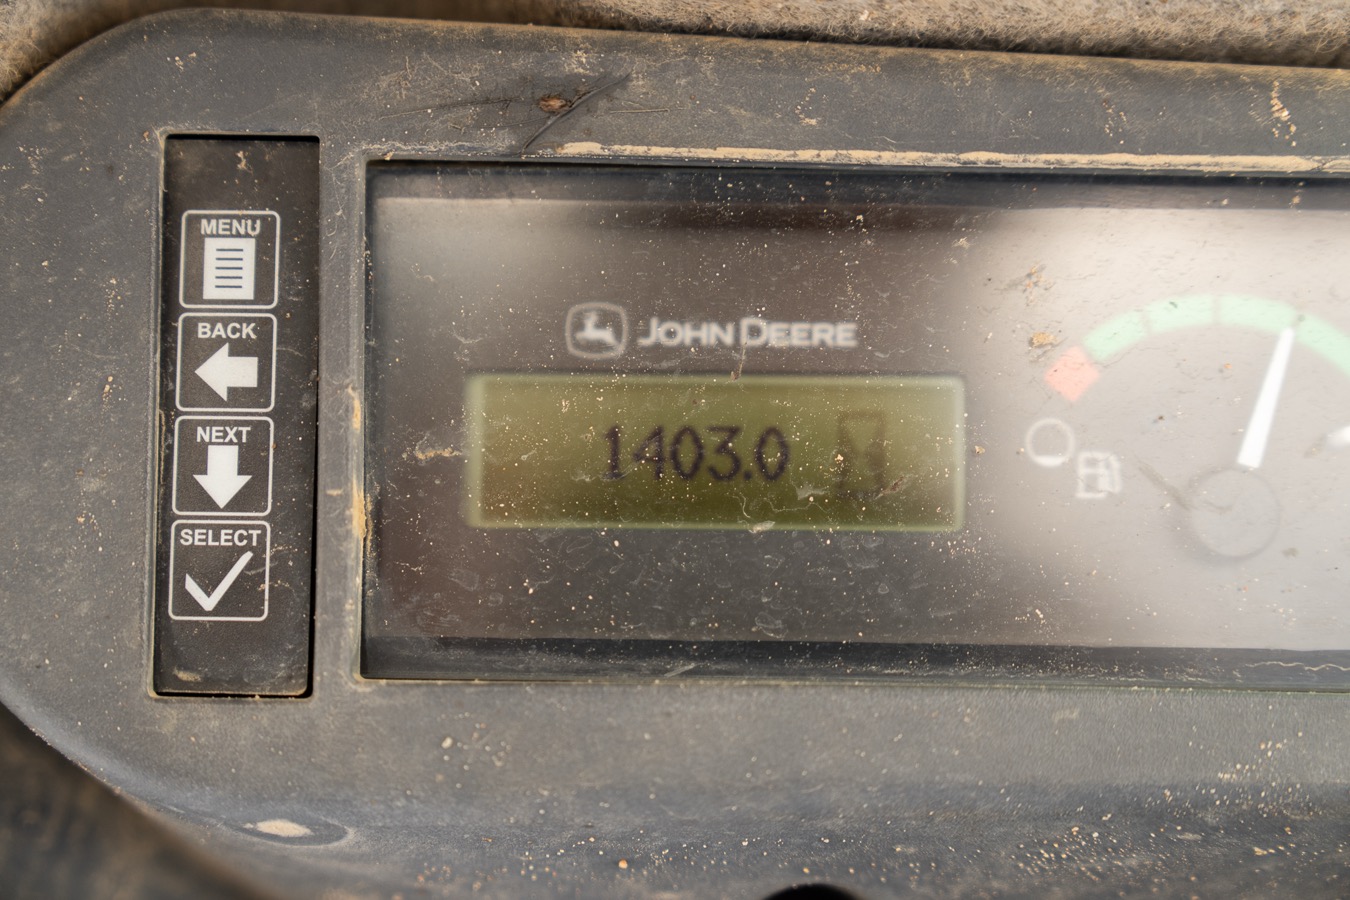 MENU
BACK
NEXT
SELECT
JOHN DEERE
1403.0